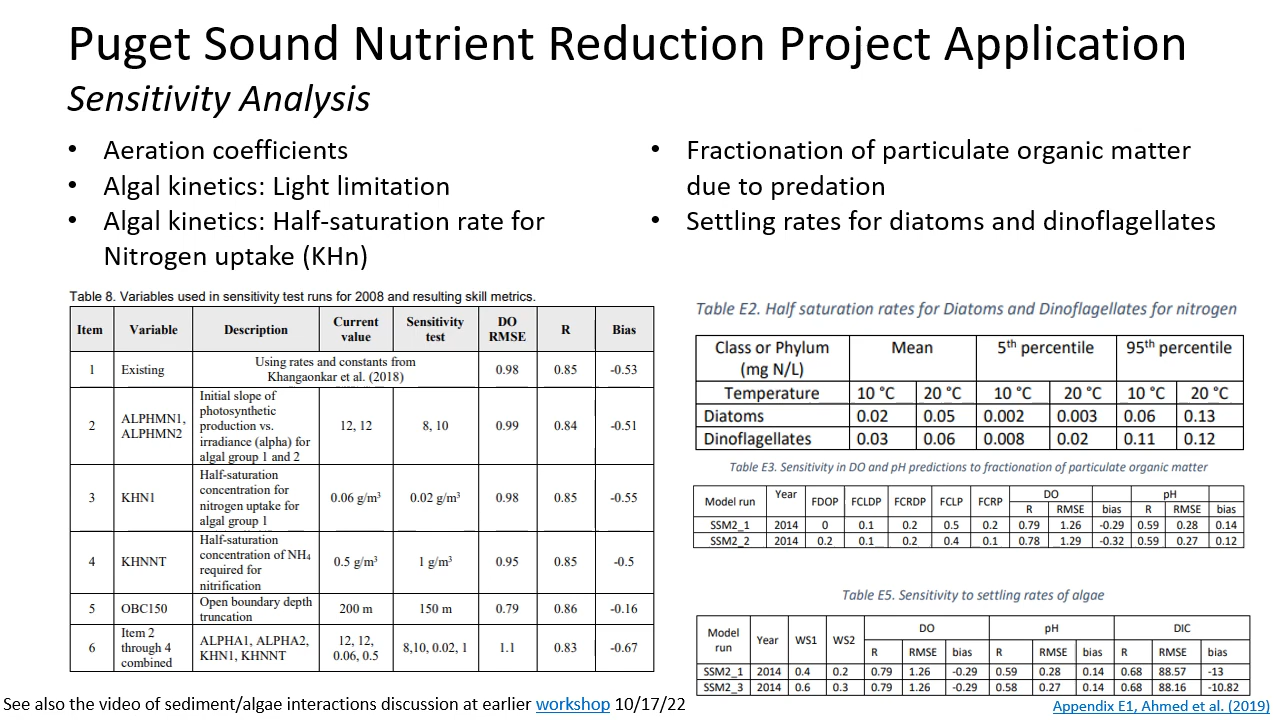 Puget Sound Nutrient Reduction Project Application
Sensitivity Analysis
• Aeration coefficients
• Algal kinetics: Light limitation
• Algal kinetics: Half-saturation rate for
Nitrogen uptake (KHn)
• Fractionation of particulate organic matter
due to predation
• Settling rates for diatoms and dinoflagellates
Table 8. Variables used in sensitivity test runs for 2008 and resulting skill metrics.
Item Variable Description Current value Sensitivity test DO RMSE R Bias
1 Existing Using rates and constants from Khangaonkar et al. (2018) 0.98 0.85 -0.53
2 ALPHMN1, ALPHMN2 Initial slope of photosynthetic production vs. irradiance (alpha) for algal group 1 and 2 12, 12 8, 10 0.99 0.84 -0.51
3 KHN1 Half-saturation concentration for nitrogen uptake for algal group 1 0.06 g/m³ 0.02 g/m³ 0.98 0.85 -0.55
4 KHNNT Half-saturation concentration of NH₄ required for nitrification 0.5 g/m³ 1 g/m³ 0.95 0.85 -0.5
5 OBC150 Open boundary depth truncation 200 m 150 m 0.79 0.86 -0.16
6 Item 2 through 4 combined ALPHA1, ALPHA2, KHN1, KHNNT 12, 12, 0.06, 0.5 8,10, 0.02, 1 1.1 0.83 -0.67
Table E2. Half saturation rates for Diatoms and Dinoflagellates for nitrogen
Class or Phylum (mg N/L) Mean 5th percentile 95th percentile
Temperature 10 °C 20 °C 10 °C 20 °C 10 °C 20 °C
Diatoms 0.02 0.05 0.002 0.003 0.06 0.13
Dinoflagellates 0.03 0.06 0.008 0.02 0.11 0.12
Table E3. Sensitivity in DO and pH predictions to fractionation of particulate organic matter
Model run Year FDOP FCLDP FCRDP FCLP FCRP DO pH
R RMSE bias R RMSE bias
SSM2_1 2014 0 0.1 0.2 0.5 0.2 0.79 1.26 -0.29 0.59 0.28 0.14
SSM2_2 2014 0.2 0.1 0.2 0.4 0.1 0.78 1.29 -0.32 0.59 0.27 0.12
Table E5. Sensitivity to settling rates of algae
Model run Year WS1 WS2 DO pH DIC
R RMSE bias R RMSE bias R RMSE bias
SSM2_1 2014 0.4 0.2 0.79 1.26 -0.29 0.59 0.28 0.14 0.68 88.57 -13
SSM2_3 2014 0.6 0.3 0.79 1.26 -0.29 0.58 0.27 0.14 0.68 88.16 -10.82
See also the video of sediment/algae interactions discussion at earlier workshop 10/17/22
Appendix E1, Ahmed et al. (2019)